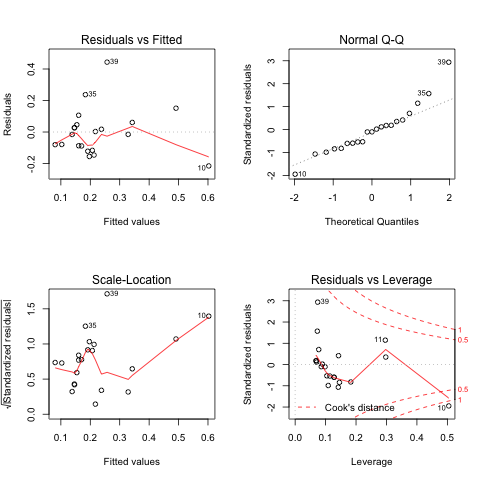 Residuals vs Fitted
Residuals
-0.2 0.0 0.2 0.4
39
35
10
0.1 0.2 0.3 0.4 0.5 0.6
Fitted values
Normal Q-Q
Standardized residuals
-2 -1 0 1 2 3
39
35
10
-2 -1 0 1 2
Theoretical Quantiles
Scale-Location
√|Standardized residuals|
0.0 0.5 1.0 1.5
39
35
10
0.1 0.2 0.3 0.4 0.5 0.6
Fitted values
Residuals vs Leverage
Standardized residuals
-2 -1 0 1 2 3
39
11
10
1
0.5
0.5
1
Cook's distance
0.0 0.1 0.2 0.3 0.4 0.5
Leverage